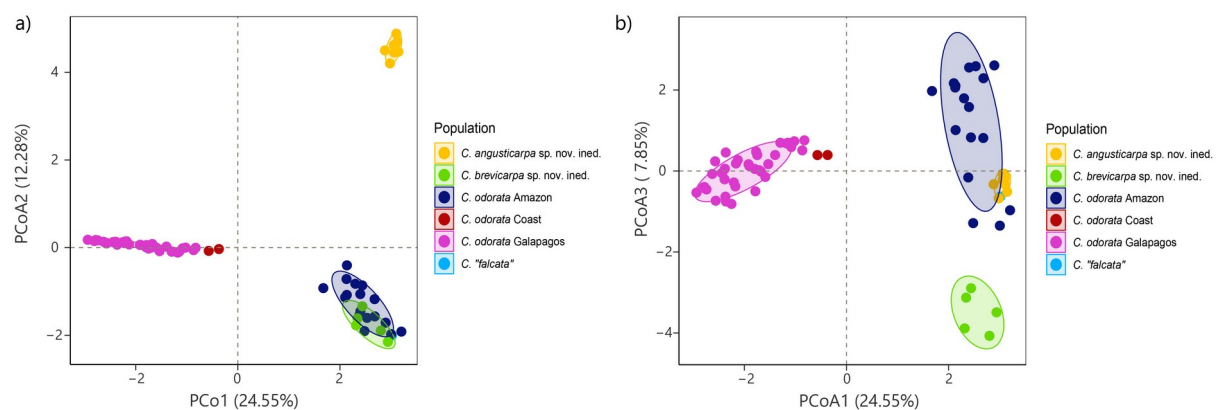 a)
PCoA2 (12.28%)
4
2
0
−2
−2
0
2
PCo1 (24.55%)
Population
C. angusticarpa sp. nov. ined.
C. brevicarpa sp. nov. ined.
C. odorata Amazon
C. odorata Coast
C. odorata Galapagos
C. "falcata"
b)
PCoA3 ( 7.85%)
2
0
−2
−4
−2
0
2
PCoA1 (24.55%)
Population
C. angusticarpa sp. nov. ined.
C. brevicarpa sp. nov. ined.
C. odorata Amazon
C. odorata Coast
C. odorata Galapagos
C. "falcata"